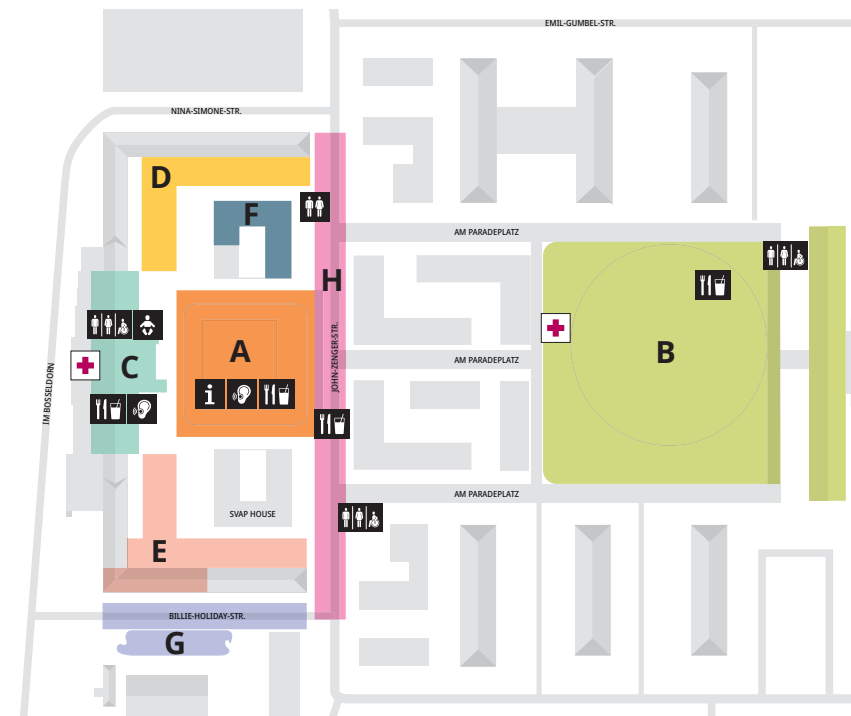 EMIL-GUMBEL-STR.
NINA-SIMONE-STR.
D
F
AM PARADEPLATZ
H
A
B
C
AM PARADEPLATZ
JOHN-ZENGER-STR.
IM BOSSELDORN
i
AM PARADEPLATZ
SVAP HOUSE
E
BILLIE-HOLIDAY-STR.
G